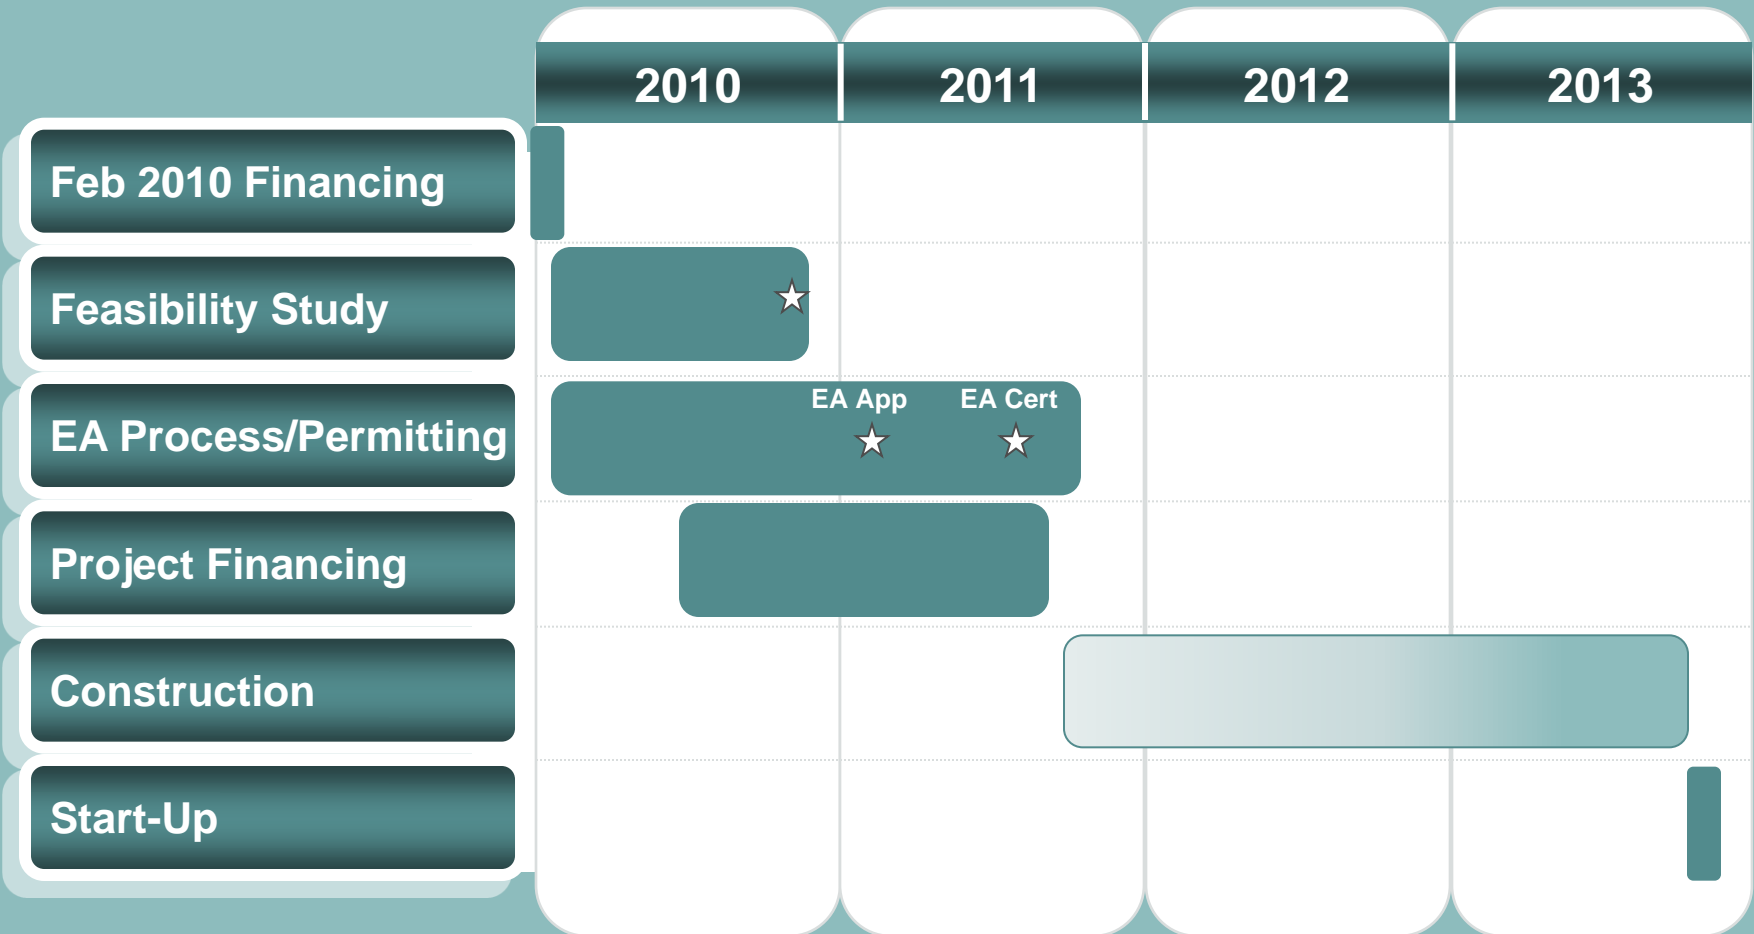 2010 2011 2012 2013
Feb 2010 Financing
Feasibility Study
EA App EA Cert
EA Process/Permitting
Project Financing
Construction
Start-Up